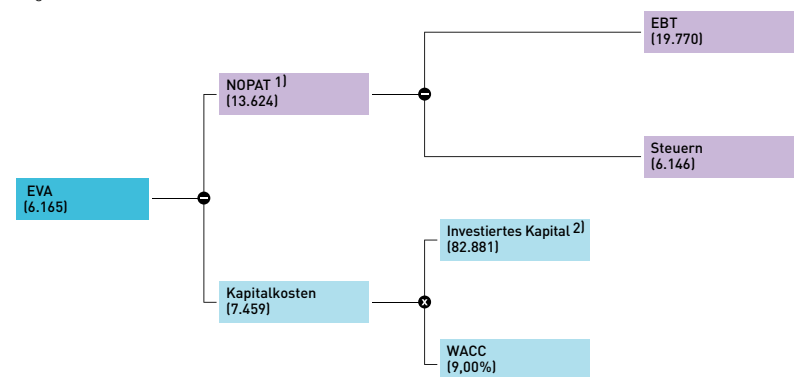 EBT
(19.770)
NOPAT 1)
(13.624)
Steuern
(6.146)
EVA
(6.165)
Investiertes Kapital 2)
(82.881)
Kapitalkosten
(7.459)
WACC
(9,00%)